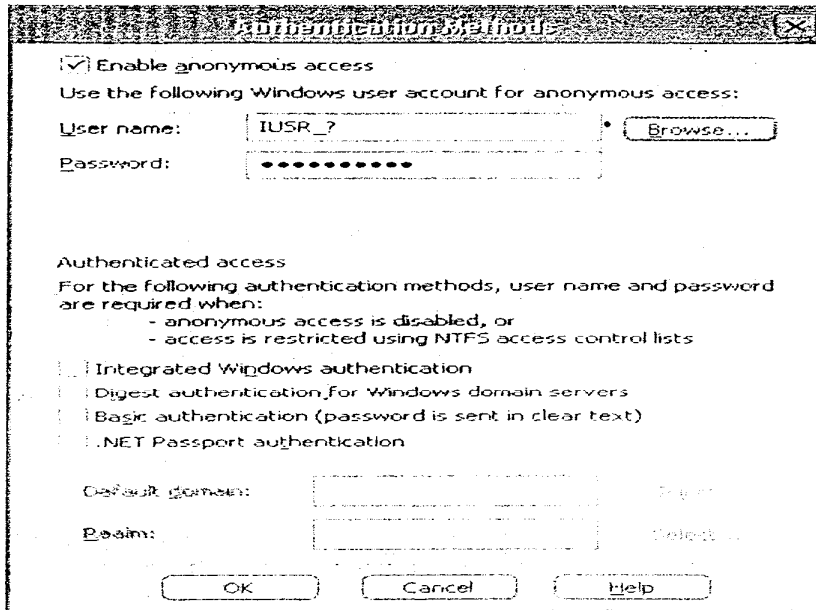 Authentication Methods
Enable anonymous access
Use the following Windows user account for anonymous access:
User name: IUSR_? Browse...
Password: ●●●●●●●●●●
Authenticated access
For the following authentication methods, user name and password
are required when:
- anonymous access is disabled, or
- access is restricted using NTFS access control lists
Integrated Windows authentication
Digest authentication for Windows domain servers
Basic authentication (password is sent in clear text)
.NET Passport authentication
Default domain:
Realm: Select...
OK Cancel Help